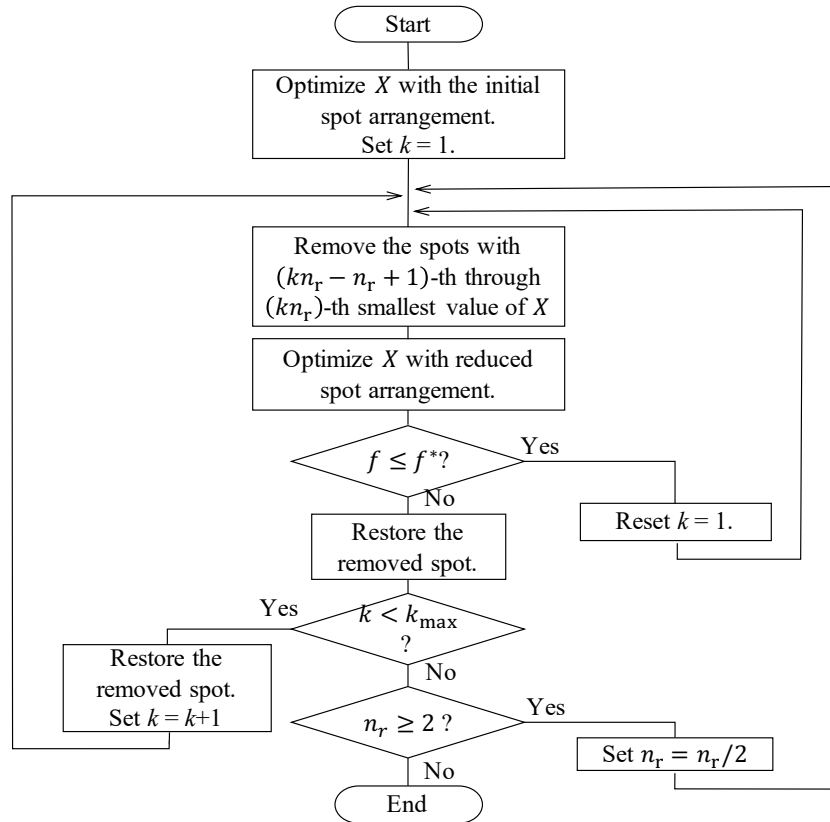 Start
Optimize X with the initial
spot arrangement.
Set k = 1.
Remove the spots with
(kn_r − n_r + 1)-th through
(kn_r)-th smallest value of X
Optimize X with reduced
spot arrangement.
f ≤ f*?
Yes
No
Reset k = 1.
Restore the
removed spot.
k < k_max
?
Yes
No
Restore the
removed spot.
Set k = k+1
n_r ≥ 2 ?
Yes
No
Set n_r = n_r/2
End